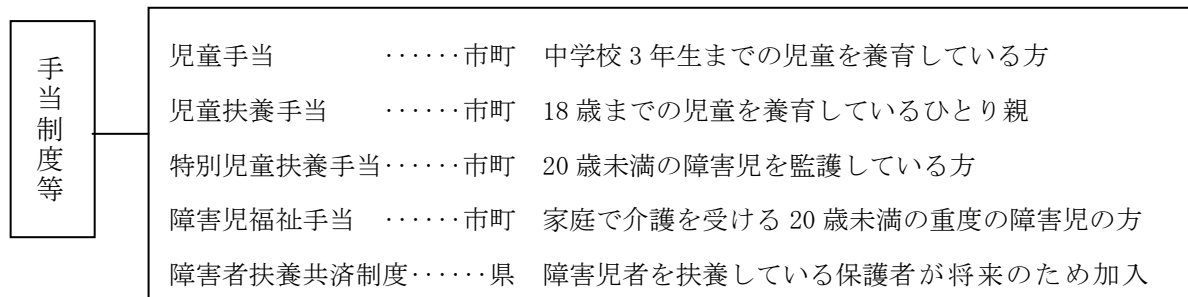 手当制度等
児童手当　　　　······市町　中学校3年生までの児童を養育している方
児童扶養手当　　······市町　18歳までの児童を養育しているひとり親
特別児童扶養手当······市町　20歳未満の障害児を監護している方
障害児福祉手当　······市町　家庭で介護を受ける20歳未満の重度の障害児の方
障害者扶養共済制度······県　障害児者を扶養している保護者が将来のため加入